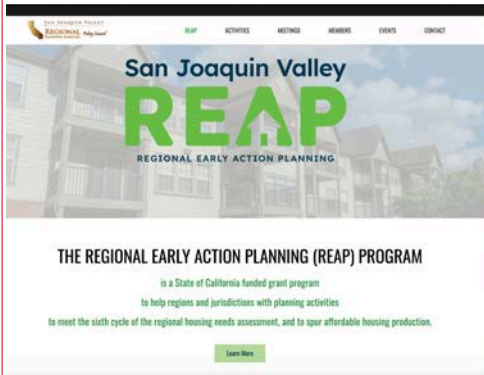 San Joaquin Valley
REGIONAL Policy Council
REAP ACTIVITIES MEETINGS MEMBERS EVENTS CONTACT
San Joaquin Valley
REAP
REGIONAL EARLY ACTION PLANNING
THE REGIONAL EARLY ACTION PLANNING (REAP) PROGRAM
is a State of California funded grant program
to help regions and jurisdictions with planning activities
to meet the sixth cycle of the regional housing needs assessment, and to spur affordable housing production.
Learn More